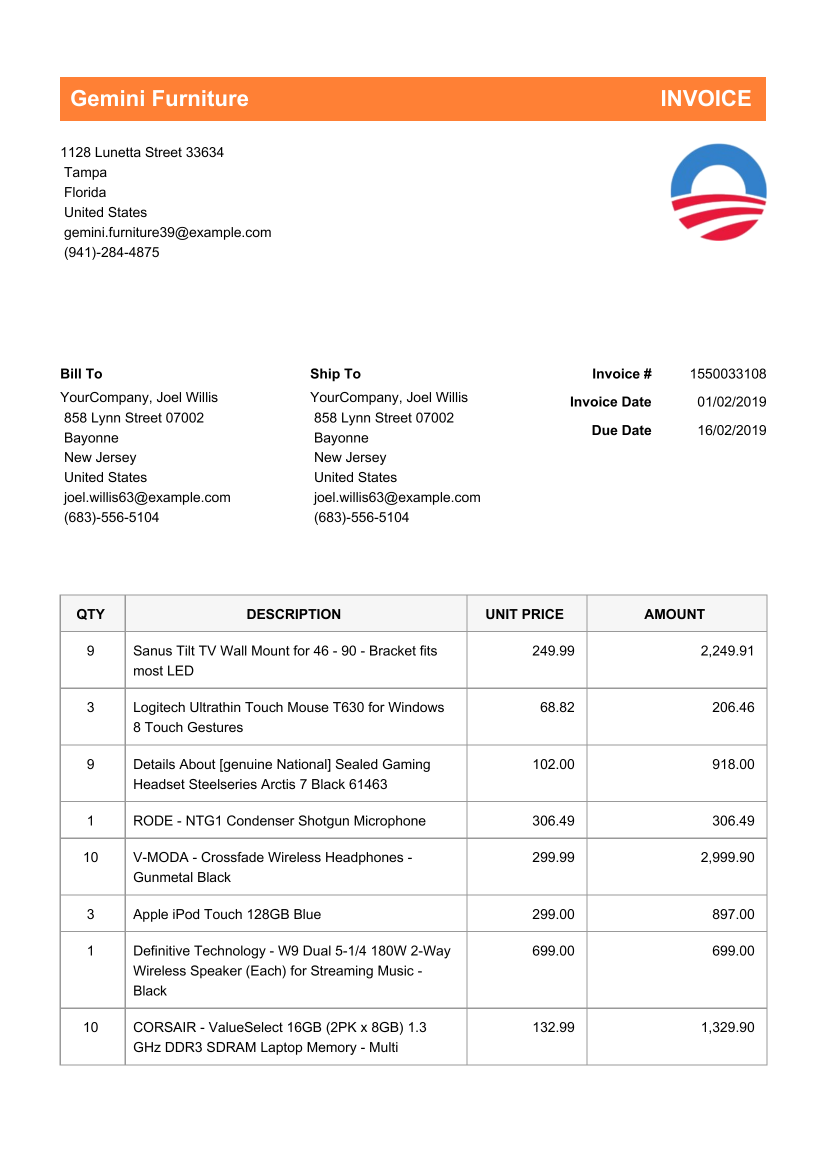 Gemini Furniture INVOICE
1128 Lunetta Street 33634
Tampa
Florida
United States
gemini.furniture39@example.com
(941)-284-4875
Bill To
YourCompany, Joel Willis
858 Lynn Street 07002
Bayonne
New Jersey
United States
joel.willis63@example.com
(683)-556-5104
Ship To
YourCompany, Joel Willis
858 Lynn Street 07002
Bayonne
New Jersey
United States
joel.willis63@example.com
(683)-556-5104
Invoice # 1550033108
Invoice Date 01/02/2019
Due Date 16/02/2019
QTY DESCRIPTION UNIT PRICE AMOUNT
9 Sanus Tilt TV Wall Mount for 46 - 90 - Bracket fits 249.99 2,249.91
most LED
3 Logitech Ultrathin Touch Mouse T630 for Windows 68.82 206.46
8 Touch Gestures
9 Details About [genuine National] Sealed Gaming 102.00 918.00
Headset Steelseries Arctis 7 Black 61463
1 RODE - NTG1 Condenser Shotgun Microphone 306.49 306.49
10 V-MODA - Crossfade Wireless Headphones - 299.99 2,999.90
Gunmetal Black
3 Apple iPod Touch 128GB Blue 299.00 897.00
1 Definitive Technology - W9 Dual 5-1/4 180W 2-Way 699.00 699.00
Wireless Speaker (Each) for Streaming Music -
Black
10 CORSAIR - ValueSelect 16GB (2PK x 8GB) 1.3 132.99 1,329.90
GHz DDR3 SDRAM Laptop Memory - Multi